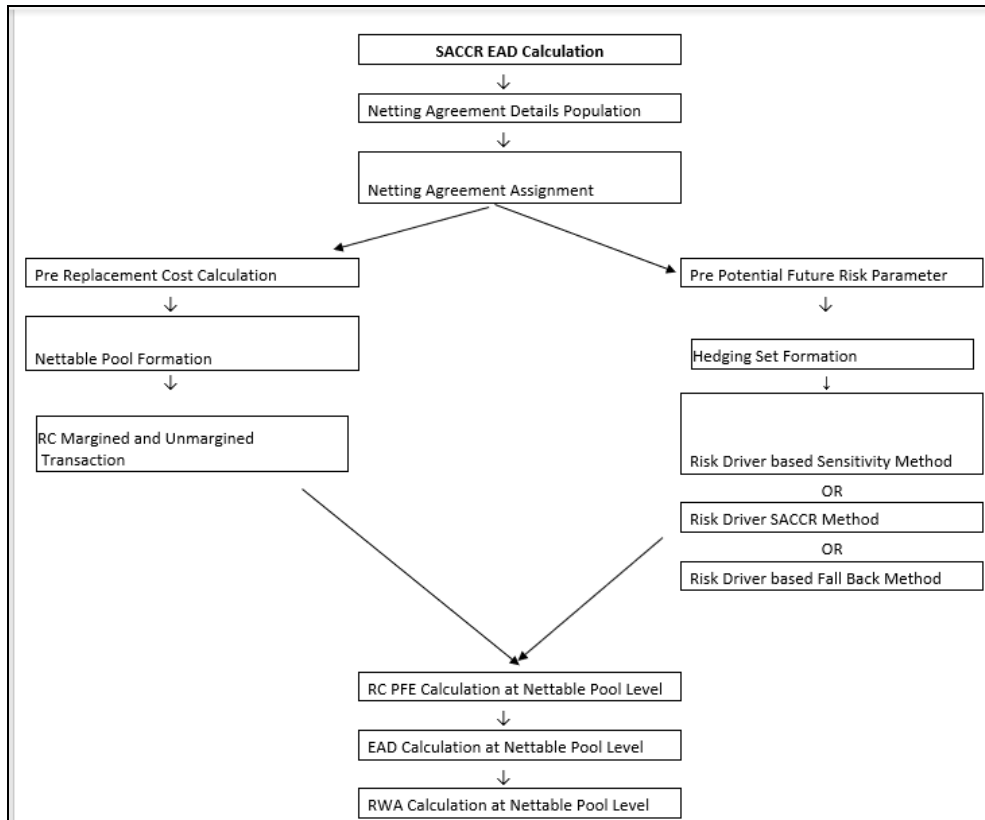 SACCR EAD Calculation
↓
Netting Agreement Details Population
↓
Netting Agreement Assignment
Pre Replacement Cost Calculation
↓
Nettable Pool Formation
↓
RC Margined and Unmargined
Transaction
Pre Potential Future Risk Parameter
↓
Hedging Set Formation
↓
Risk Driver based Sensitivity Method
OR
Risk Driver SACCR Method
OR
Risk Driver based Fall Back Method
RC PFE Calculation at Nettable Pool Level
↓
EAD Calculation at Nettable Pool Level
↓
RWA Calculation at Nettable Pool Level